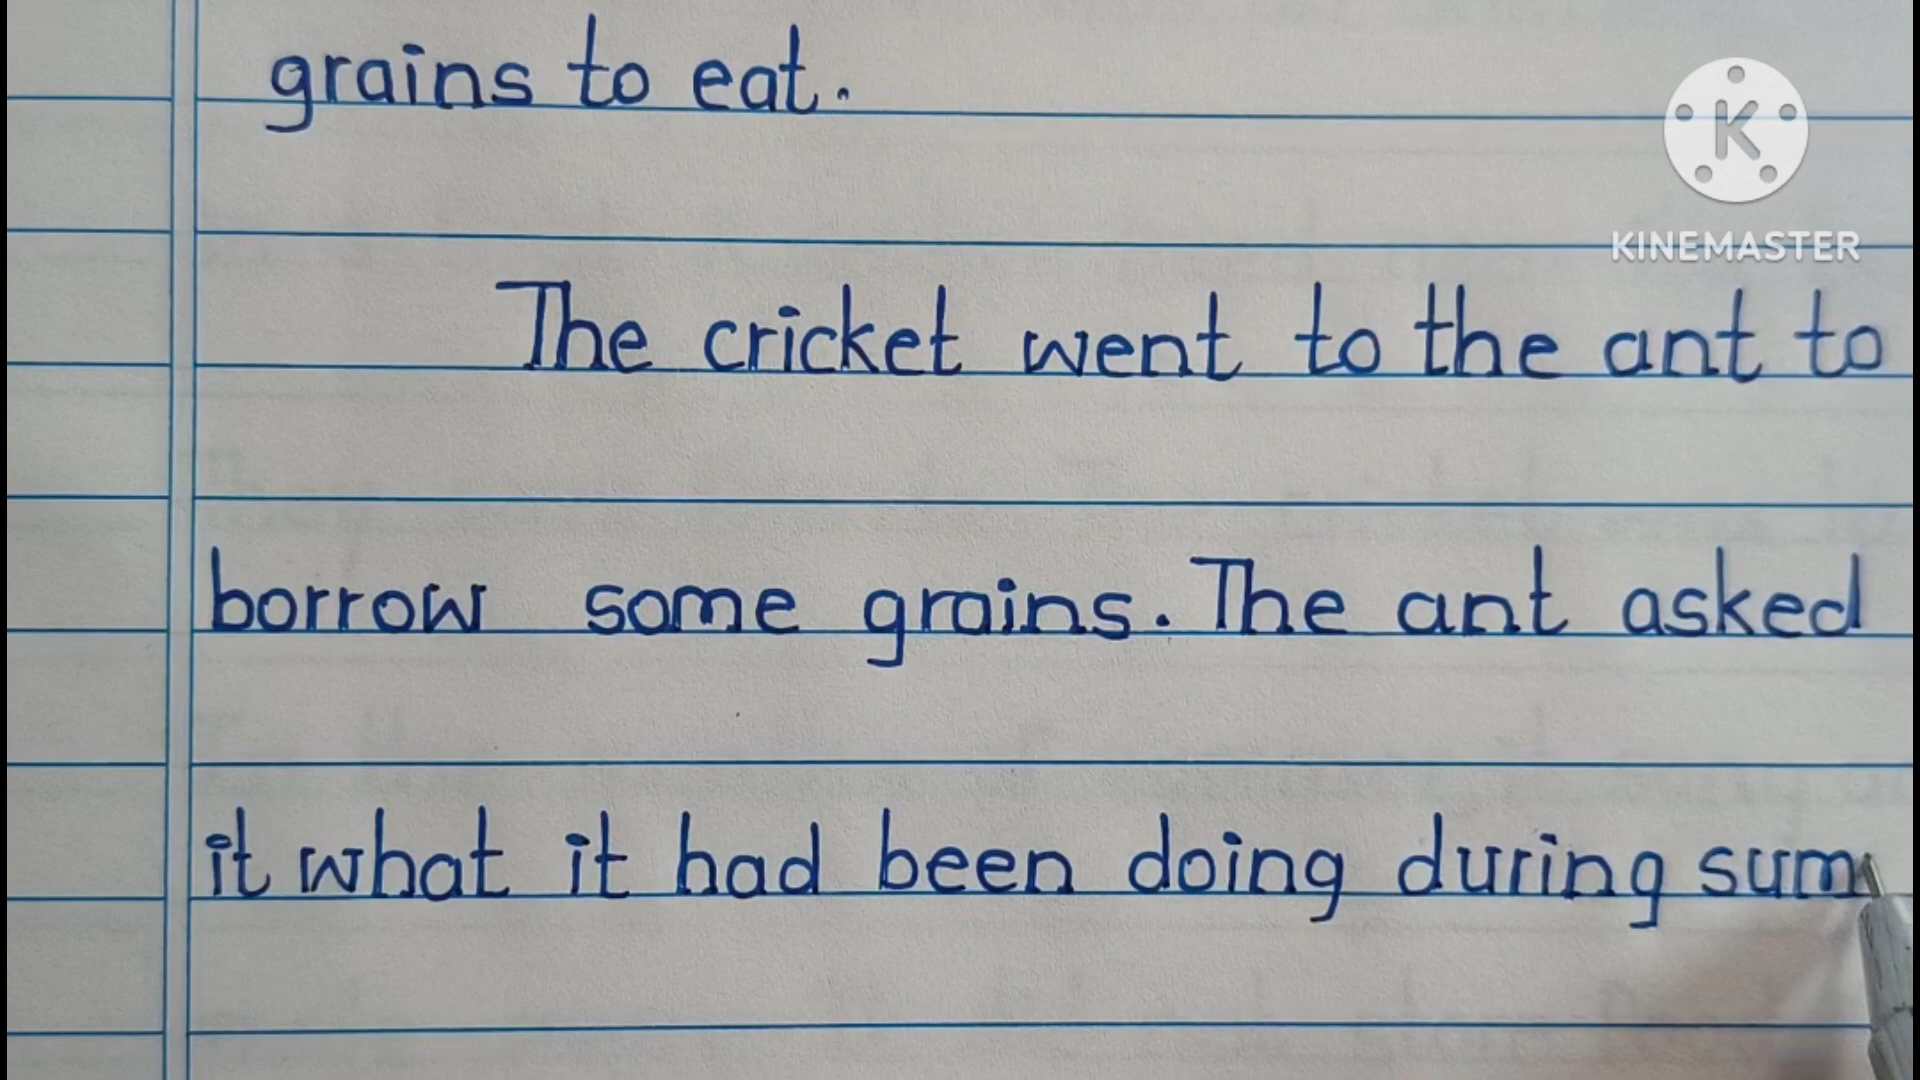 grains to eat.
KINEMASTER
The cricket went to the ant to
borrow some grains. The ant asked
it what it had been doing during sum